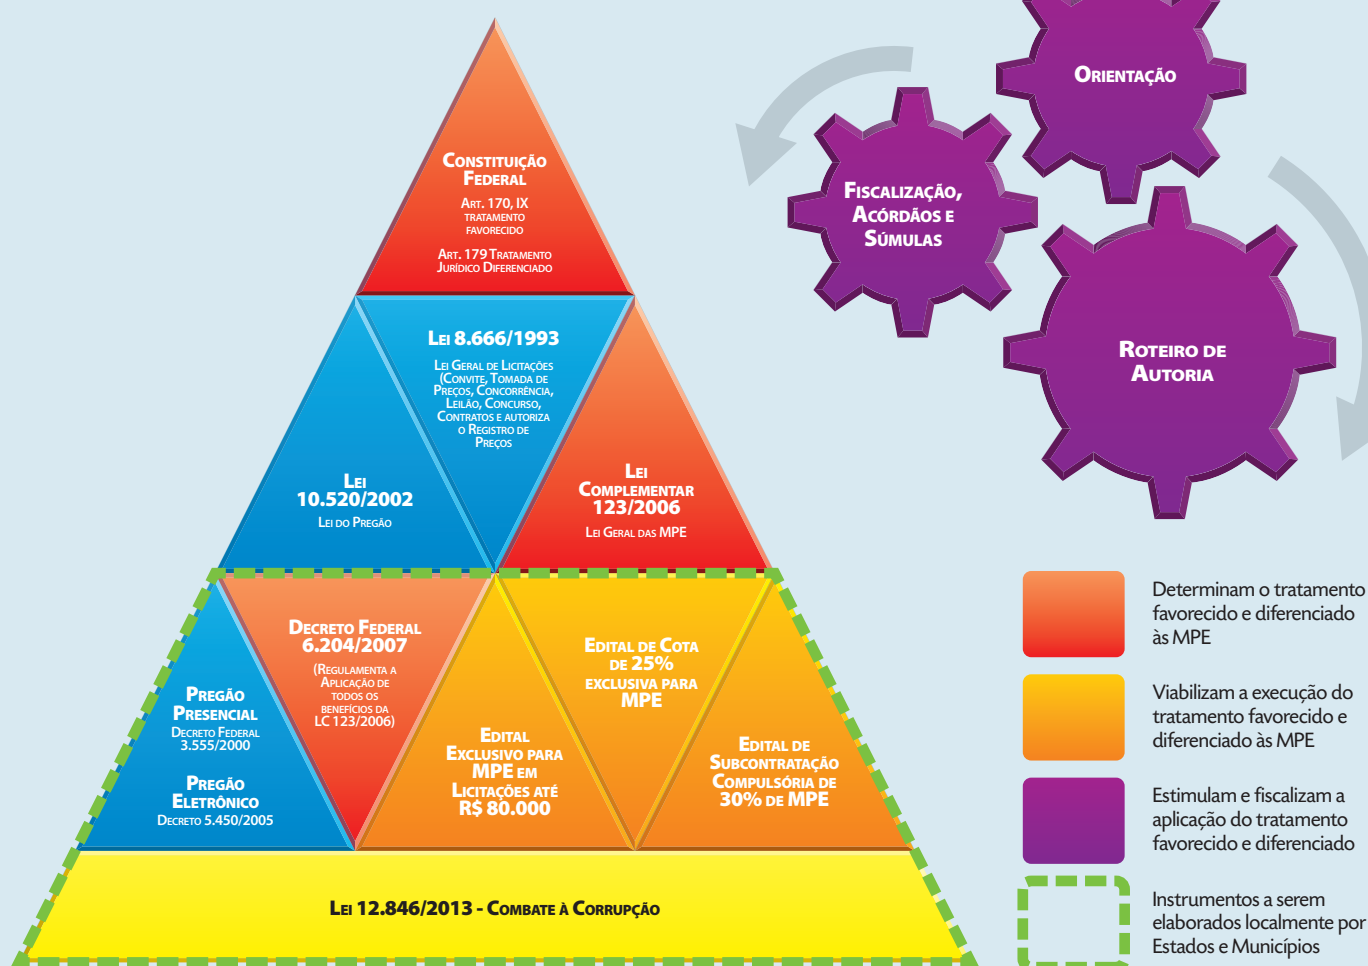 Constituição
Federal
Art. 170, IX
tratamento
favorecido
Art. 179 Tratamento
Jurídico Diferenciado
Lei 8.666/1993
Lei Geral de Licitações
(Convite, Tomada de
Preços, Concorrência,
Leilão, Concurso,
Contratos e autoriza
o Registro de
Preços
Lei
10.520/2002
Lei do Pregão
Lei
Complementar
123/2006
Lei Geral das MPE
Pregão
Presencial
Decreto Federal
3.555/2000
Pregão
Eletrônico
Decreto 5.450/2005
Decreto Federal
6.204/2007
(Regulamenta a
Aplicação de
todos os
benefícios da
LC 123/2006)
Edital
Exclusivo para
MPE em
Licitações até
R$ 80.000
Edital de Cota
de 25%
exclusiva para
MPE
Edital de
Subcontratação
Compulsória de
30% de MPE
Lei 12.846/2013 - Combate à Corrupção
Orientação
Fiscalização,
Acórdãos e
Súmulas
Roteiro de
Autoria
Determinam o tratamento
favorecido e diferenciado
às MPE
Viabilizam a execução do
tratamento favorecido e
diferenciado às MPE
Estimulam e fiscalizam a
aplicação do tratamento
favorecido e diferenciado
Instrumentos a serem
elaborados localmente por
Estados e Municípios